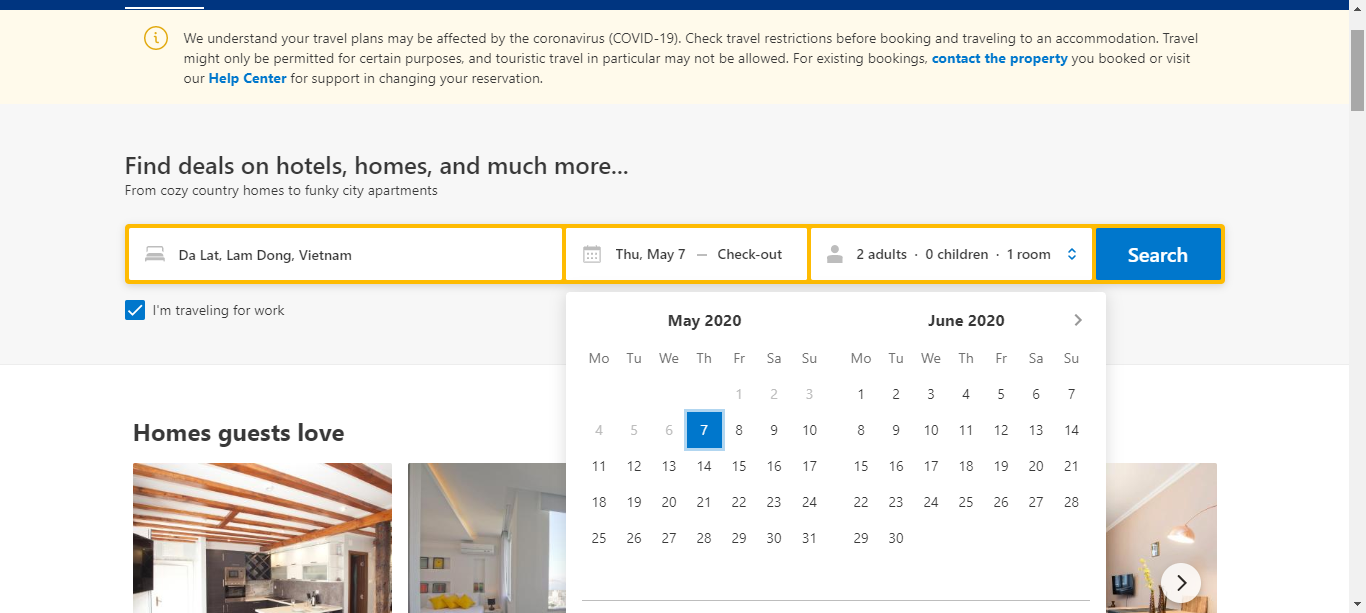 We understand your travel plans may be affected by the coronavirus (COVID-19). Check travel restrictions before booking and traveling to an accommodation. Travel
might only be permitted for certain purposes, and touristic travel in particular may not be allowed. For existing bookings, contact the property you booked or visit
our Help Center for support in changing your reservation.
Find deals on hotels, homes, and much more...
From cozy country homes to funky city apartments
Da Lat, Lam Dong, Vietnam
Thu, May 7 — Check-out
2 adults · 0 children · 1 room
Search
I'm traveling for work
May 2020
Mo Tu We Th Fr Sa Su
1 2 3
4 5 6 7 8 9 10
11 12 13 14 15 16 17
18 19 20 21 22 23 24
25 26 27 28 29 30 31
June 2020
Mo Tu We Th Fr Sa Su
1 2 3 4 5 6 7
8 9 10 11 12 13 14
15 16 17 18 19 20 21
22 23 24 25 26 27 28
29 30
Homes guests love